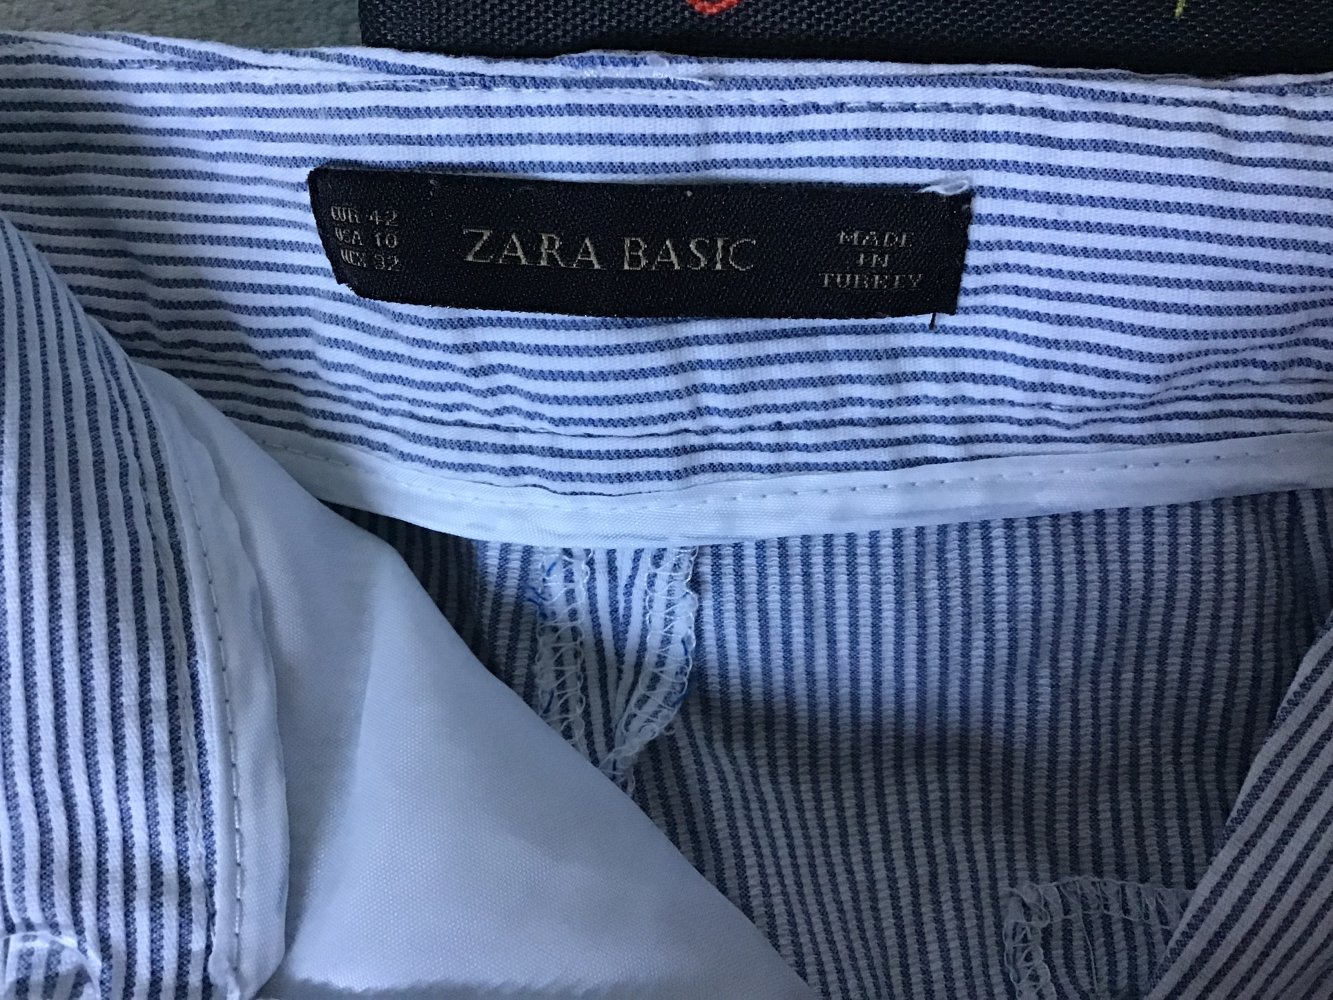 EUR 42
USA 10
MEX 32
ZARA BASIC
MADE
IN
TURKEY